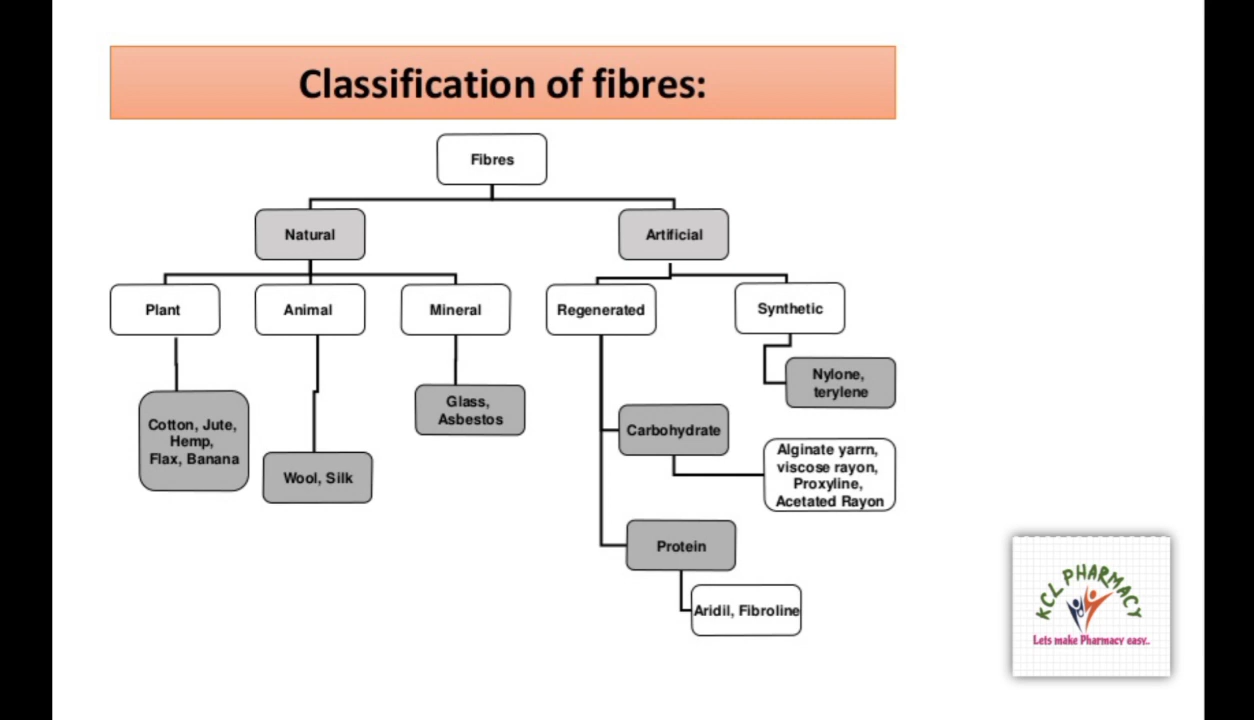 Classification of fibres:
Fibres
Natural
Artificial
Plant
Animal
Mineral
Regenerated
Synthetic
Cotton, Jute,
Hemp,
Flax, Banana
Wool, Silk
Glass,
Asbestos
Nylone,
terylene
Carbohydrate
Alginate yarrn,
viscose rayon,
Proxyline,
Acetated Rayon
Protein
Aridil, Fibroline
KCL PHARMACY
Lets make Pharmacy easy..